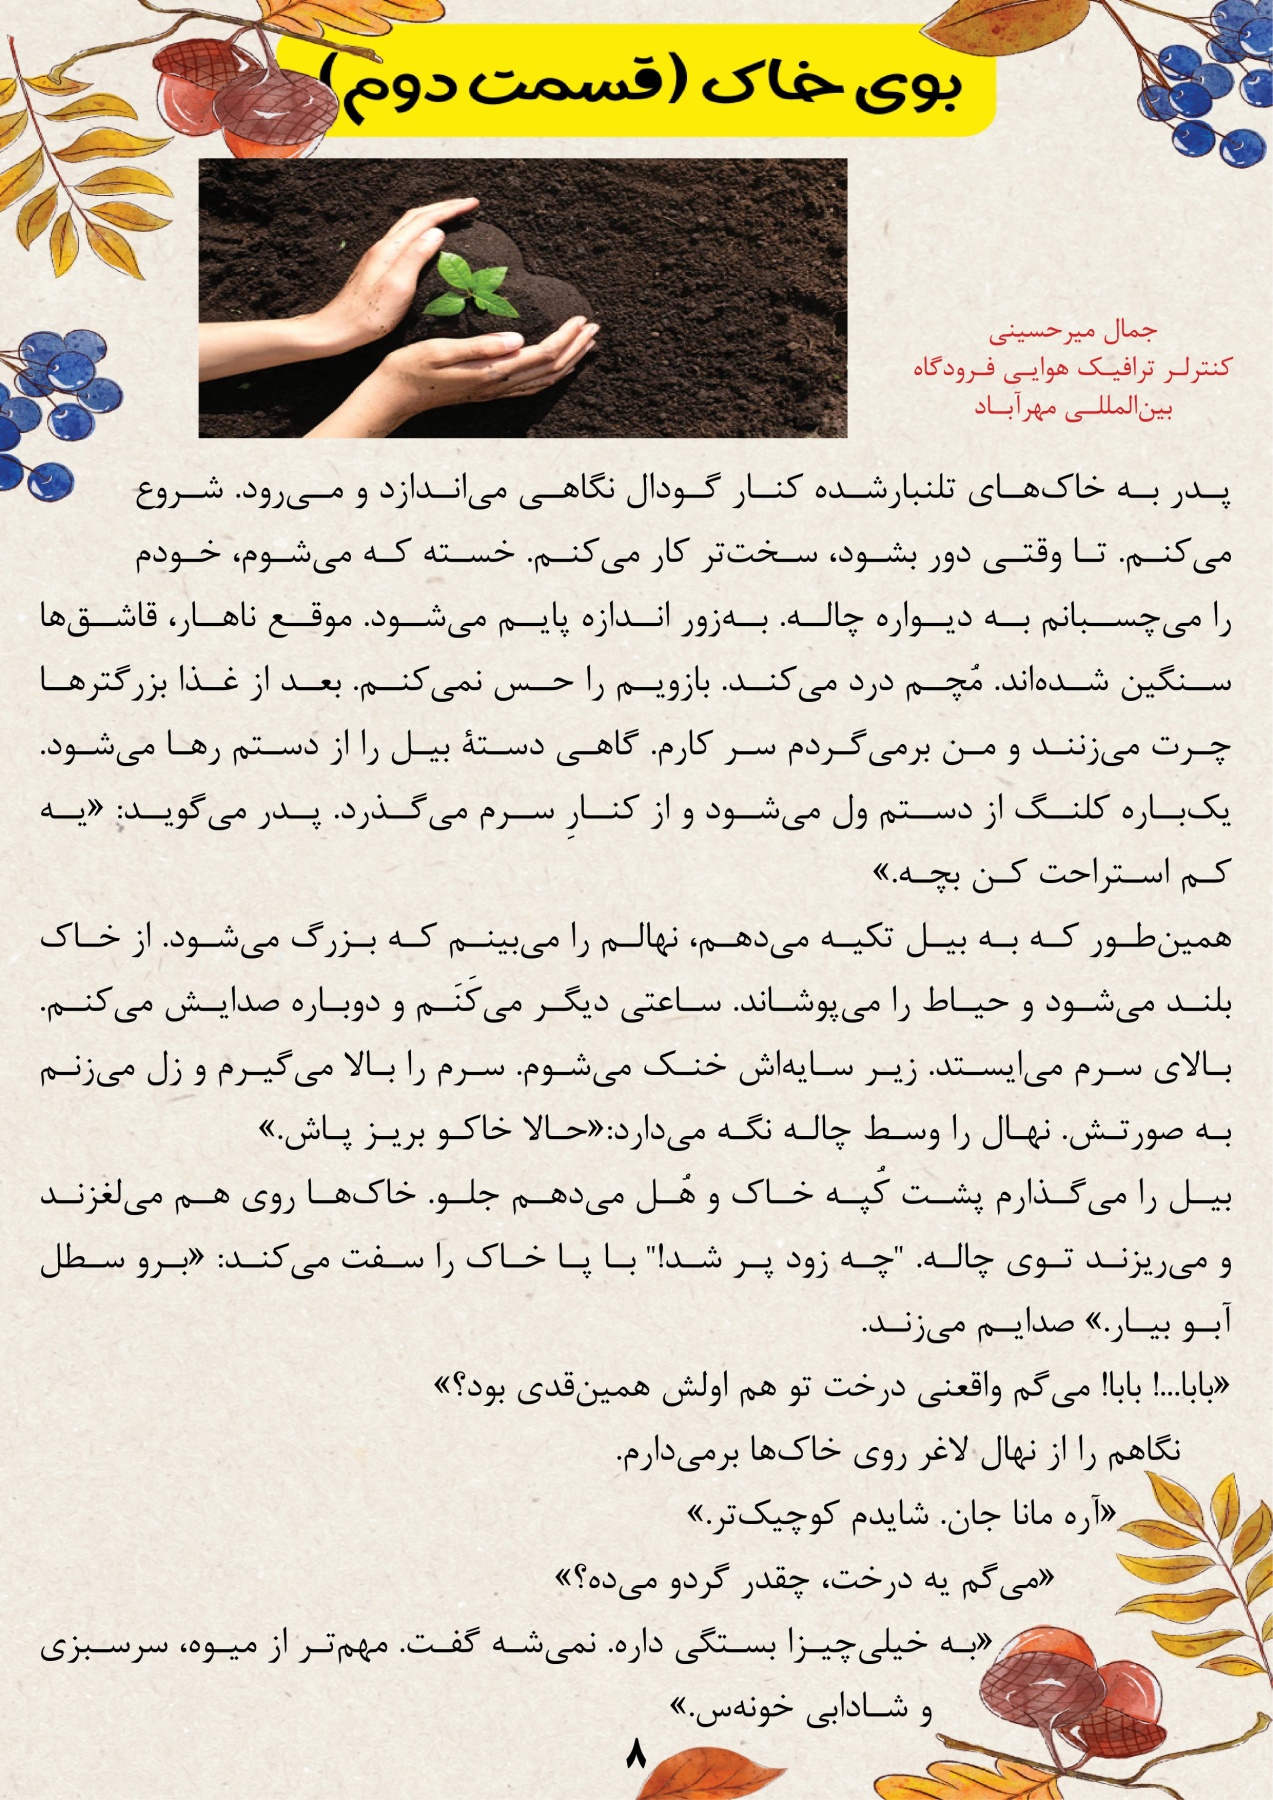 بوی خاک (قسمت دوم)
جمال میرحسینی
کنترلر ترافیک هوایی فرودگاه
بین‌المللی مهرآباد
پدر به خاک‌های تلنبارشده کنار گودال نگاهی می‌اندازد و می‌رود. شروع
می‌کنم. تا وقتی دور بشود، سخت‌تر کار می‌کنم. خسته که می‌شوم، خودم
را می‌چسبانم به دیواره چاله. به‌زور اندازه پایم می‌شود. موقع ناهار، قاشق‌ها
سنگین شده‌اند. مُچم درد می‌کند. بازویم را حس نمی‌کنم. بعد از غذا بزرگترها
چرت می‌زنند و من برمی‌گردم سر کارم. گاهی دستهٔ بیل را از دستم رها می‌شود.
یک‌باره کلنگ از دستم ول می‌شود و از کنارِ سرم می‌گذرد. پدر می‌گوید: «یه
کم استراحت کن بچه.»
همین‌طور که به بیل تکیه می‌دهم، نهالم را می‌بینم که بزرگ می‌شود. از خاک
بلند می‌شود و حیاط را می‌پوشاند. ساعتی دیگر می‌کَنَم و دوباره صدایش می‌کنم.
بالای سرم می‌ایستد. زیر سایه‌اش خنک می‌شوم. سرم را بالا می‌گیرم و زل می‌زنم
به صورتش. نهال را وسط چاله نگه می‌دارد:«حالا خاکو بریز پاش.»
بیل را می‌گذارم پشت کُپه خاک و هُل می‌دهم جلو. خاک‌ها روی هم می‌لغزند
و می‌ریزند توی چاله. "چه زود پر شد!" با پا خاک را سفت می‌کند: «برو سطل
آبو بیار.» صدایم می‌زند.
«بابا...! بابا! می‌گم واقعنی درخت تو هم اولش همین‌قدی بود؟»
نگاهم را از نهال لاغر روی خاک‌ها برمی‌دارم.
«آره مانا جان. شایدم کوچیک‌تر.»
«می‌گم یه درخت، چقدر گردو می‌ده؟»
«به خیلی‌چیزا بستگی داره. نمی‌شه گفت. مهم‌تر از میوه، سرسبزی
و شادابی خونه‌س.»
۸